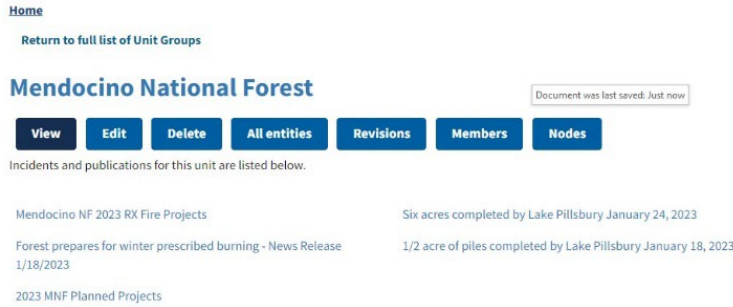 Home
Return to full list of Unit Groups
Mendocino National Forest
Document was last saved: Just now
View Edit Delete All entities Revisions Members Nodes
Incidents and publications for this unit are listed below.
Mendocino NF 2023 RX Fire Projects
Forest prepares for winter prescribed burning - News Release
1/18/2023
2023 MNF Planned Projects
Six acres completed by Lake Pillsbury January 24, 2023
1/2 acre of piles completed by Lake Pillsbury January 18, 2023